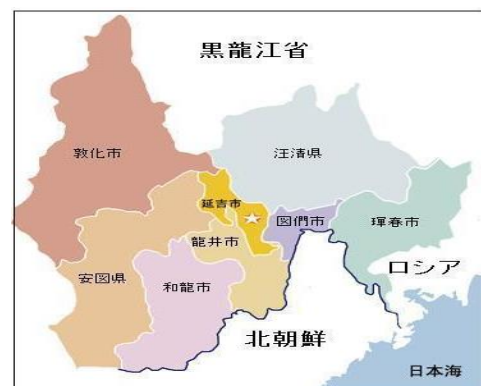 黒龍江省
敦化市
汪清県
延吉市
図們市
琿春市
龍井市
安図県
和龍市
ロシア
北朝鮮
日本海